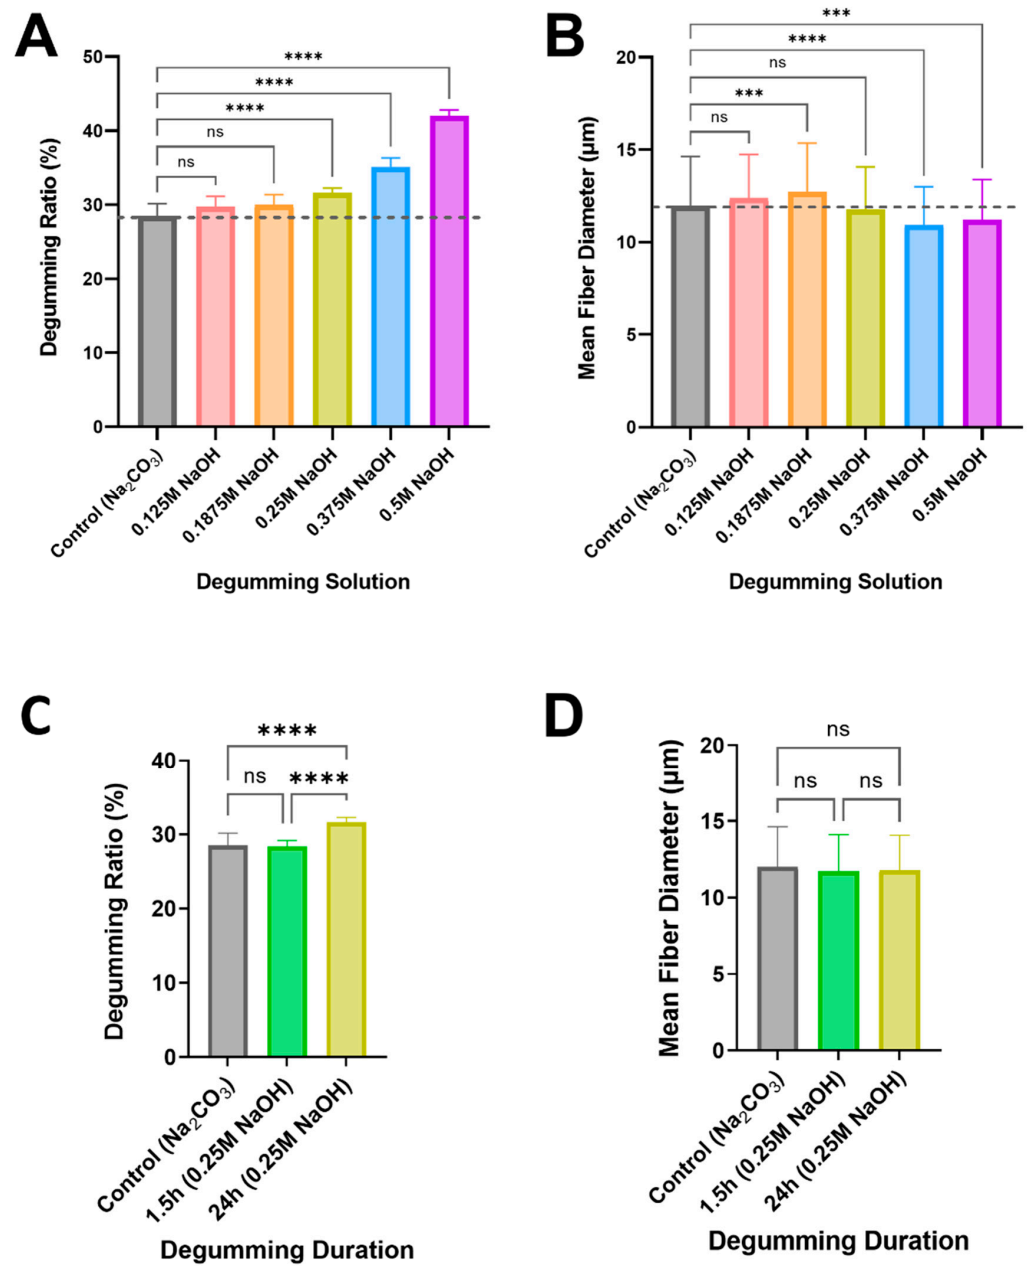 A
Degumming Ratio (%)
50
40
30
20
10
0
****
****
****
ns
ns
Control (Na₂CO₃)
0.125M NaOH
0.1875M NaOH
0.25M NaOH
0.375M NaOH
0.5M NaOH
Degumming Solution
B
Mean Fiber Diameter (µm)
20
15
10
5
0
***
****
ns
***
ns
Control (Na₂CO₃)
0.125M NaOH
0.1875M NaOH
0.25M NaOH
0.375M NaOH
0.5M NaOH
Degumming Solution
C
Degumming Ratio (%)
40
30
20
10
0
****
ns
****
Control (Na₂CO₃)
1.5h (0.25M NaOH)
24h (0.25M NaOH)
Degumming Duration
D
Mean Fiber Diameter (µm)
20
15
10
5
0
ns
ns
ns
Control (Na₂CO₃)
1.5h (0.25M NaOH)
24h (0.25M NaOH)
Degumming Duration